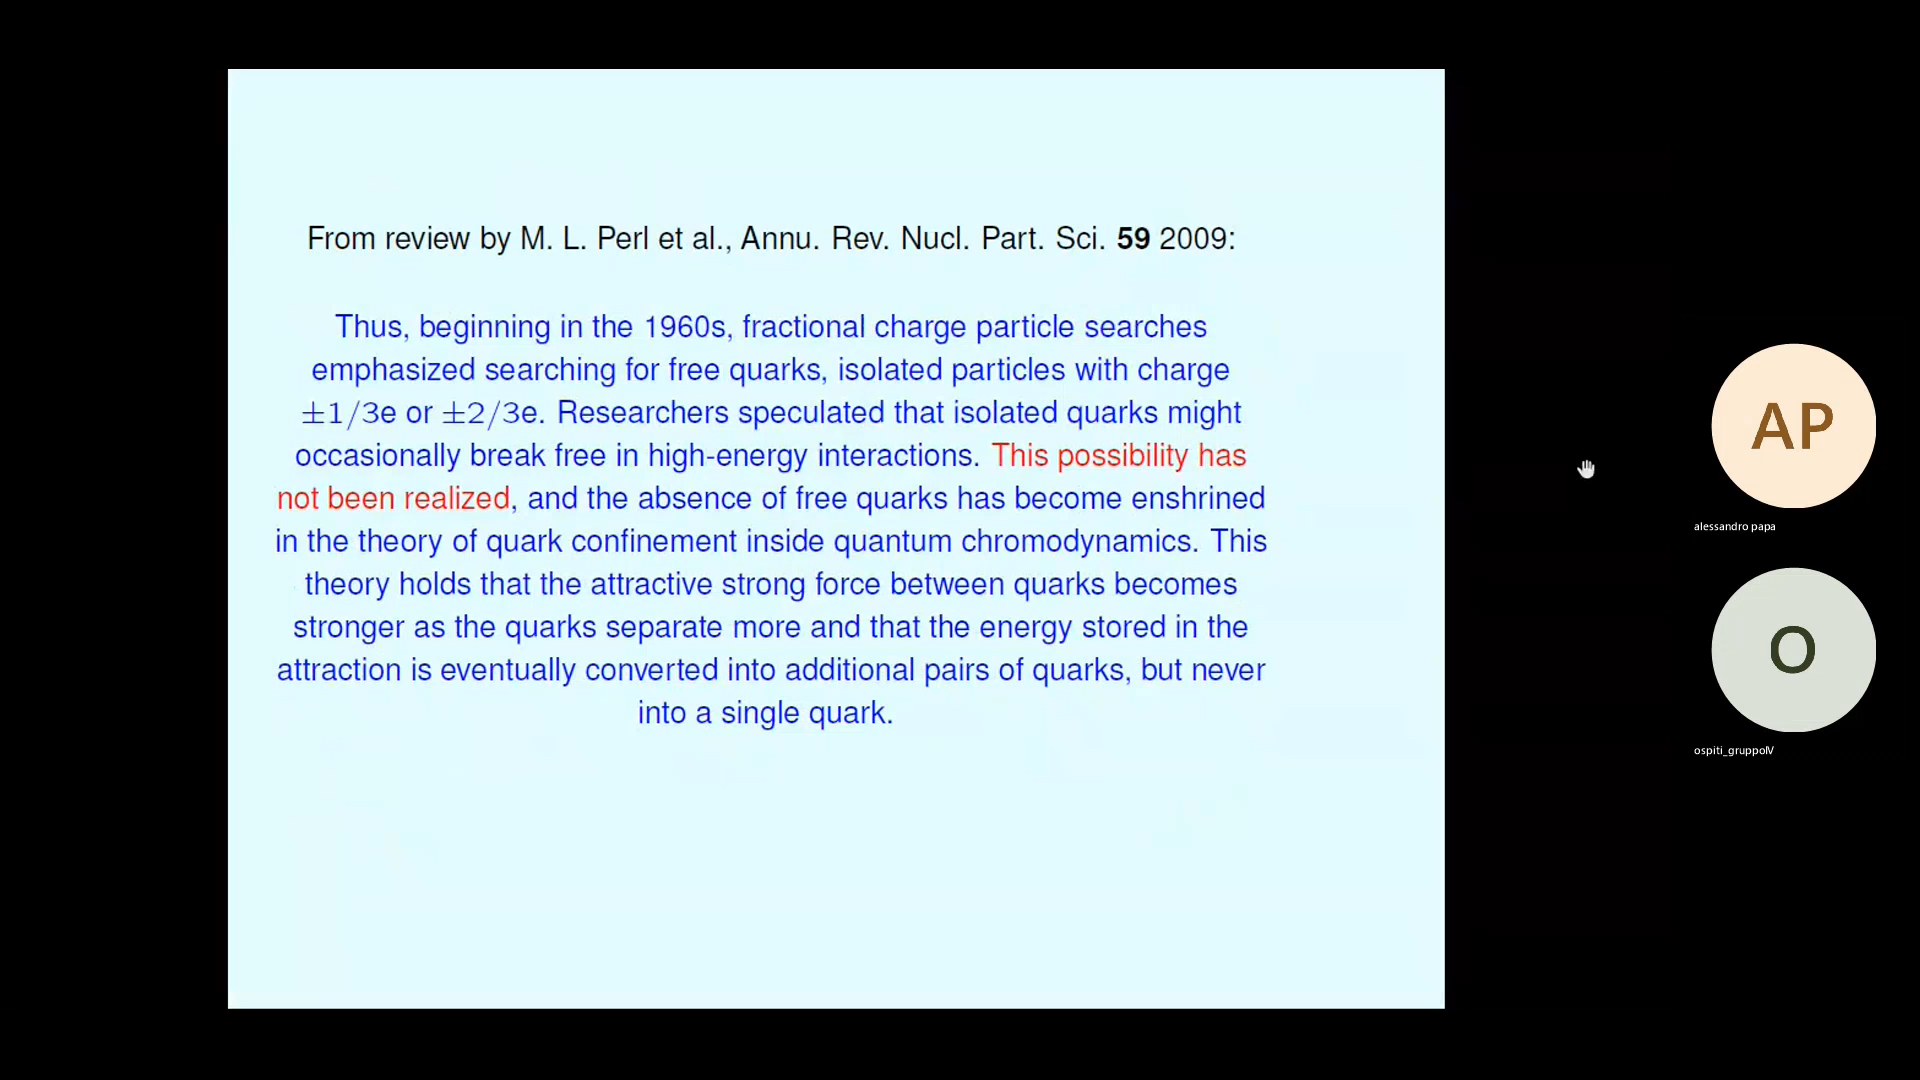 From review by M. L. Perl et al., Annu. Rev. Nucl. Part. Sci. 59 2009:
Thus, beginning in the 1960s, fractional charge particle searches
emphasized searching for free quarks, isolated particles with charge
±1/3e or ±2/3e. Researchers speculated that isolated quarks might
occasionally break free in high-energy interactions. This possibility has
not been realized, and the absence of free quarks has become enshrined
in the theory of quark confinement inside quantum chromodynamics. This
theory holds that the attractive strong force between quarks becomes
stronger as the quarks separate more and that the energy stored in the
attraction is eventually converted into additional pairs of quarks, but never
into a single quark.
AP
alessandro papa
O
ospiti_gruppoIV